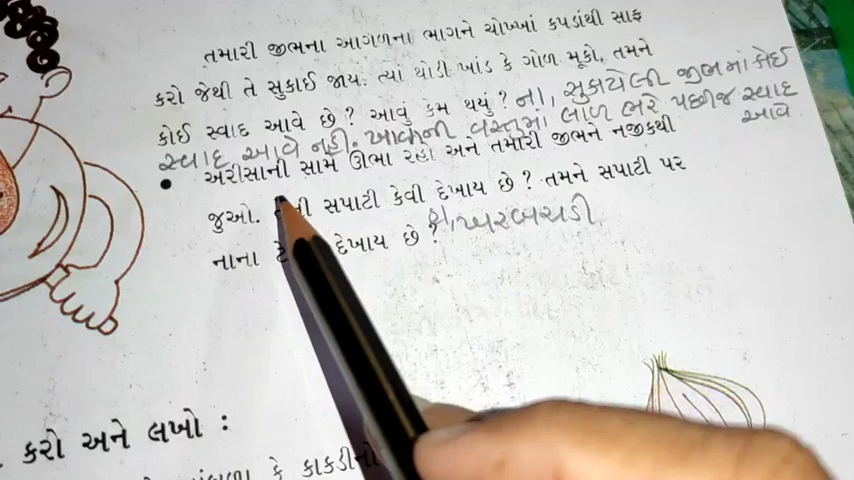 તમારી જીભના આગળના ભાગને ચોખ્ખાં કપડાંથી સાફ
કરો જેથી તે સુકાઈ જાય. ત્યાં થોડી ખાંડ કે ગોળ મૂકો, તમને
કોઈ સ્વાદ આવે છે ? આવું કેમ થયું ? ના, સુકાયેલી જીભમાં કોઈ
સ્વાદ આવે નહી. ખાવાની વસ્તુમાં લાળ ભરે પછીજ સ્વાદ આવે
• અરીસાની સામે ઊભા રહો અને તમારી જીભને નજીકથી
જુઓ. સપાટી કેવી દેખાય છે ? તમને સપાટી પર
નાના દેખાય છે ? હા, ખરબચડી
કરો અને લખો :
કે કાકડીનો